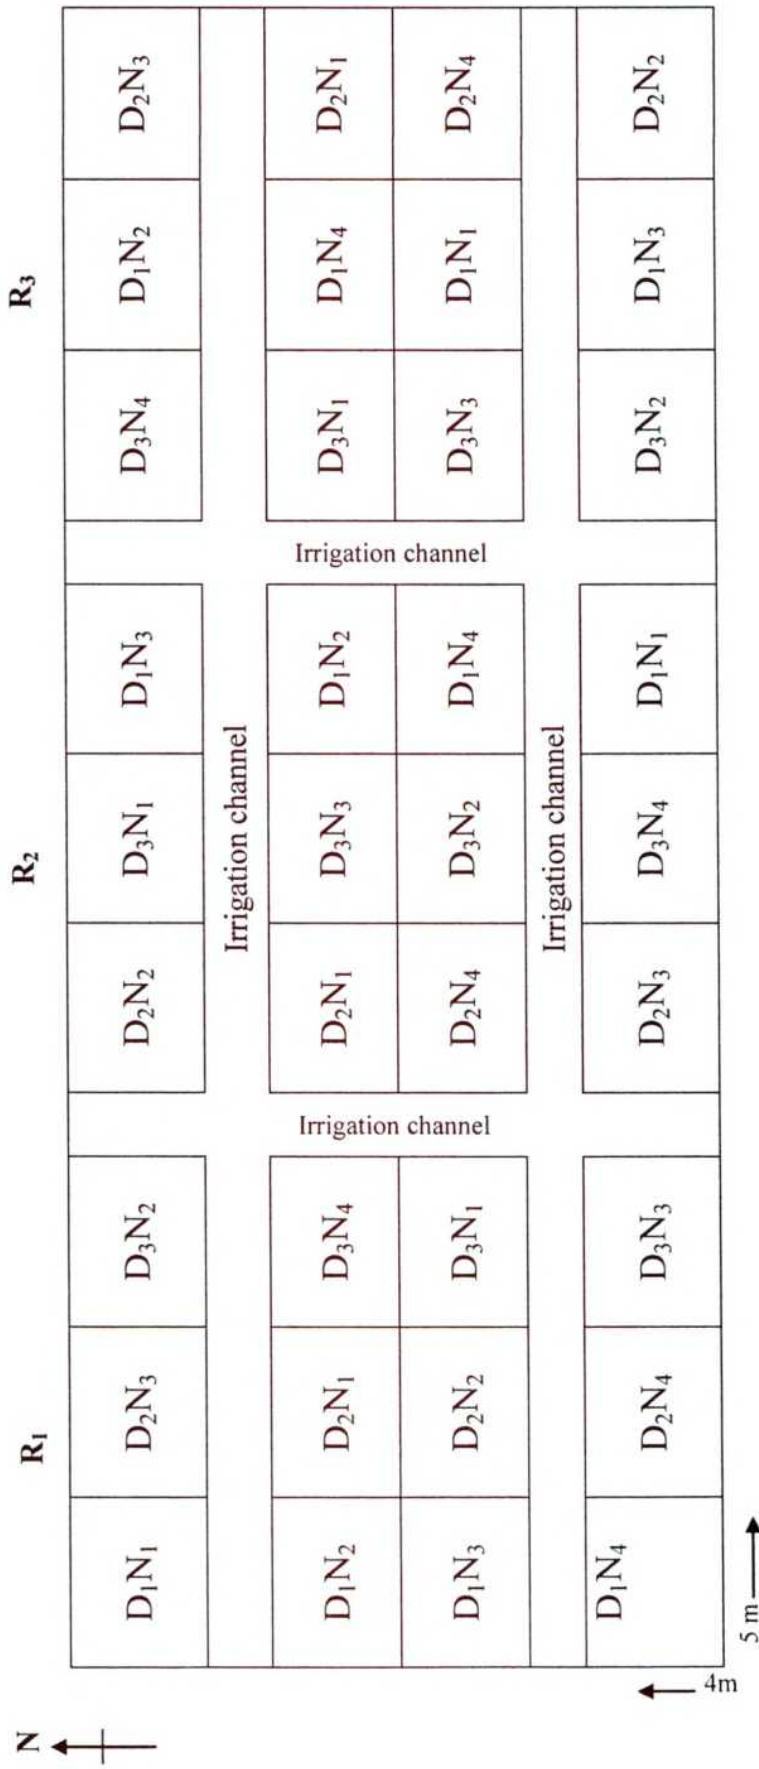 N R₁ R₂ R₃
D₁N₁ D₂N₃ D₃N₂ D₂N₂ D₃N₁ D₁N₃ D₃N₄ D₁N₂ D₂N₃
Irrigation channel
D₁N₂ D₂N₁ D₃N₄ D₂N₁ D₃N₃ D₁N₂ D₃N₁ D₁N₄ D₂N₁
Irrigation channel Irrigation channel
D₁N₃ D₂N₂ D₃N₁ D₂N₄ D₃N₂ D₁N₄ D₃N₃ D₁N₁ D₂N₄
Irrigation channel
D₁N₄ D₂N₄ D₃N₃ D₂N₃ D₃N₄ D₁N₁ D₃N₂ D₁N₃ D₂N₂
4m
5 m